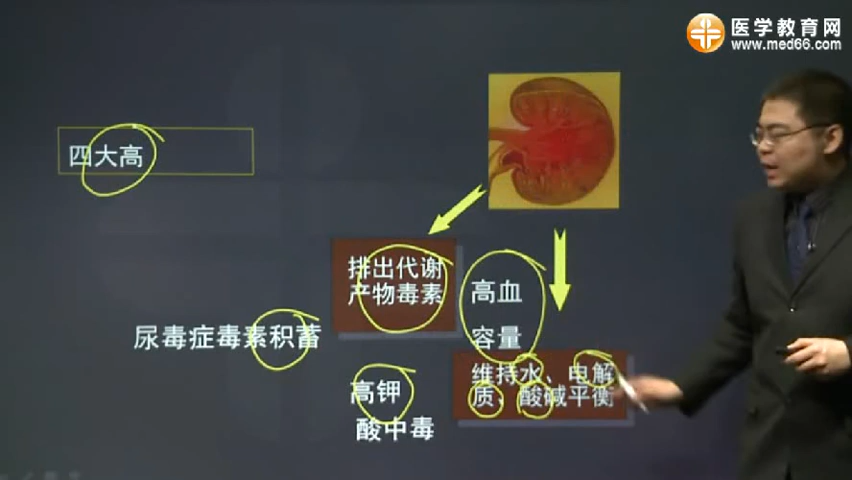 医学教育网
www.med66.com
四大高
排出代谢
产物毒素
高血
容量
尿毒症毒素积蓄
维持水、电解
质、酸碱平衡
高钾
酸中毒